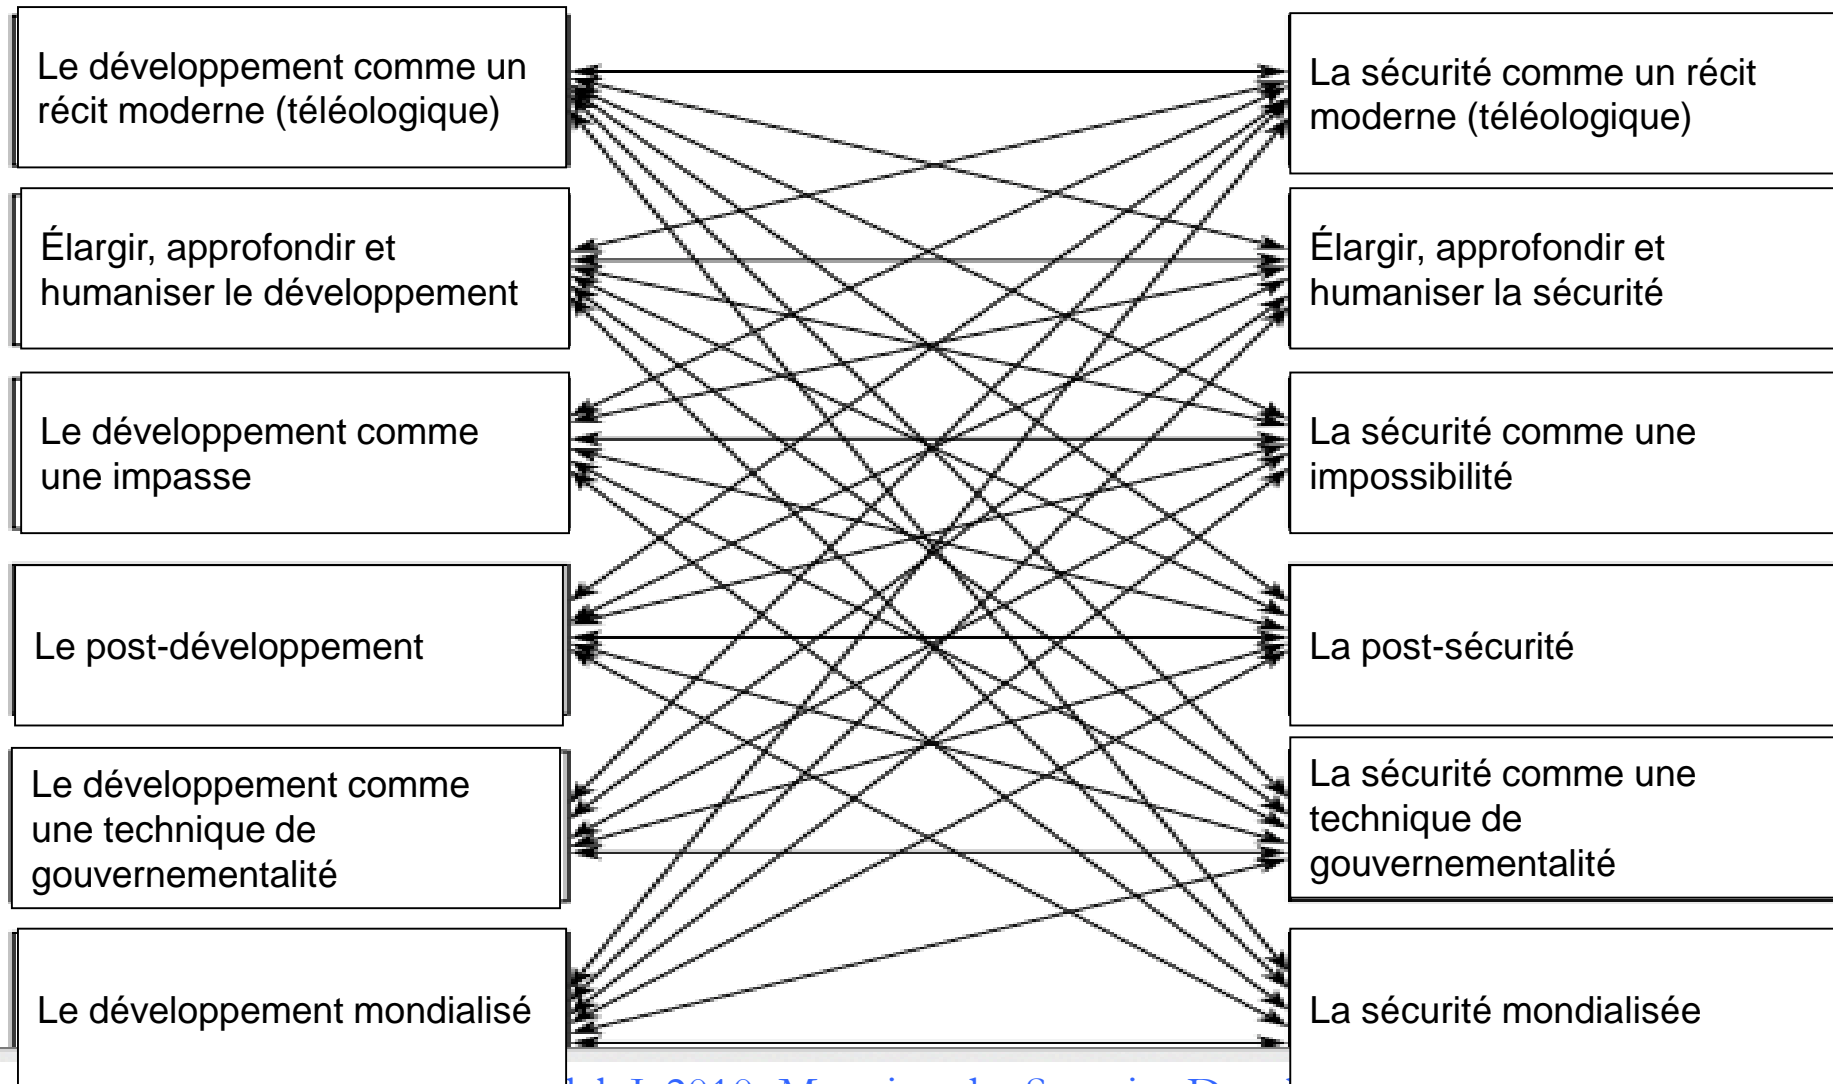 Le développement comme un
récit moderne (téléologique)
Élargir, approfondir et
humaniser le développement
Le développement comme
une impasse
Le post-développement
Le développement comme
une technique de
gouvernementalité
Le développement mondialisé
La sécurité comme un récit
moderne (téléologique)
Élargir, approfondir et
humaniser la sécurité
La sécurité comme une
impossibilité
La post-sécurité
La sécurité comme une
technique de
gouvernementalité
La sécurité mondialisée
2010